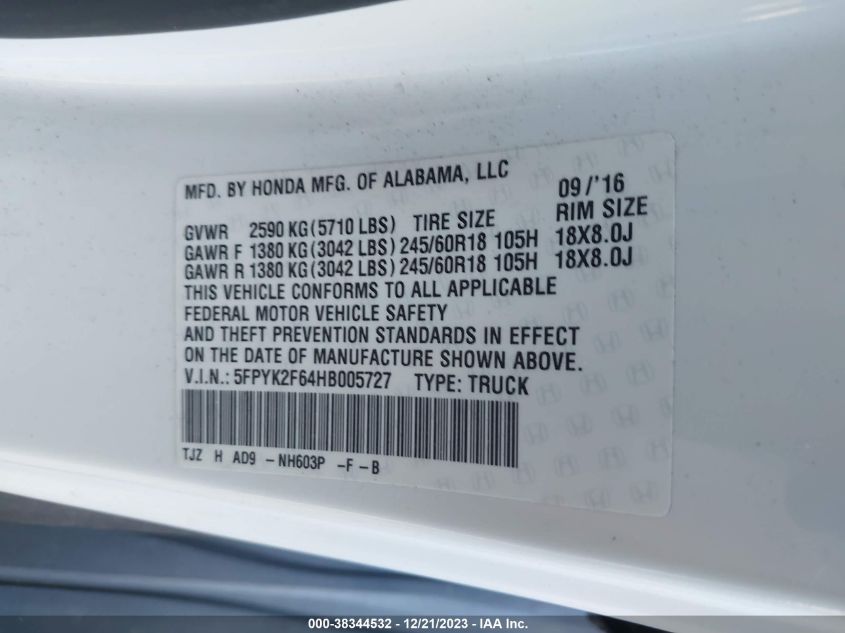 MFD. BY HONDA MFG. OF ALABAMA, LLC 09/'16
GVWR 2590 KG(5710 LBS) TIRE SIZE RIM SIZE
GAWR F 1380 KG(3042 LBS)245/60R18 105H 18X8.0J
GAWR R 1380 KG(3042 LBS)245/60R18 105H 18X8.0J
THIS VEHICLE CONFORMS TO ALL APPLICABLE
FEDERAL MOTOR VEHICLE SAFETY
AND THEFT PREVENTION STANDARDS IN EFFECT
ON THE DATE OF MANUFACTURE SHOWN ABOVE.
V.I.N.: 5FPYK2F64HB005727 TYPE: TRUCK
TJZ H AD9 -NH603P -F-B
000-38344532 - 12/21/2023 - IAA Inc.